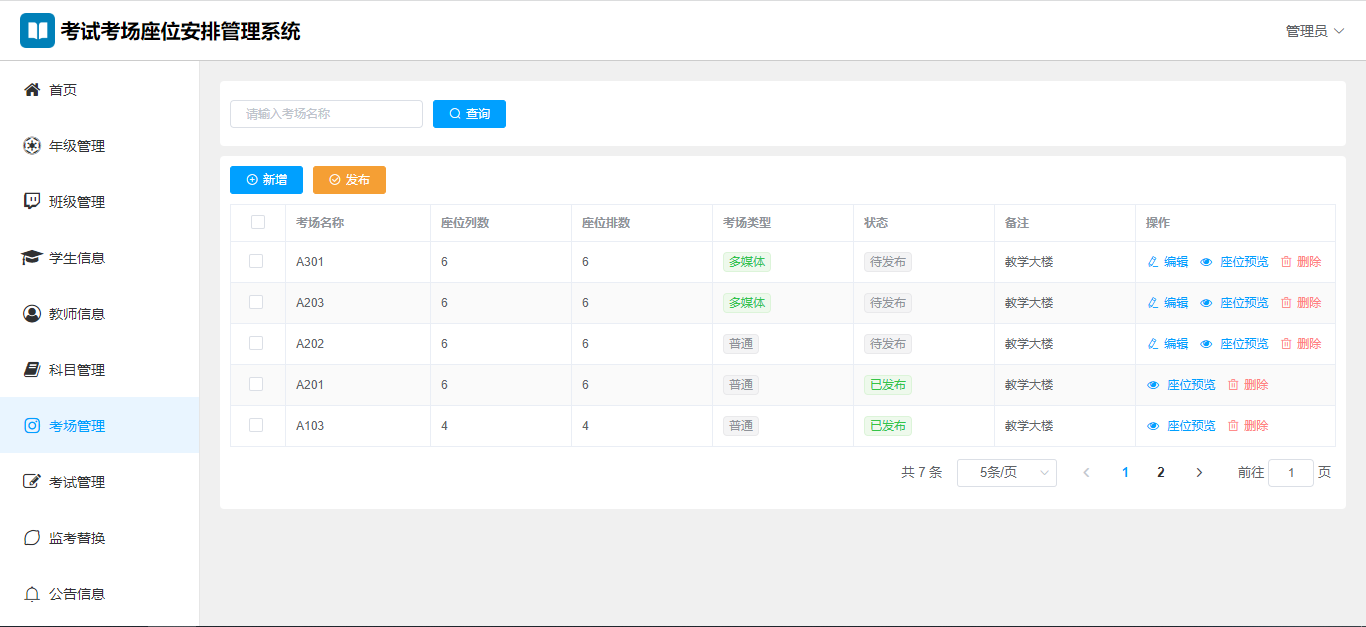 考试考场座位安排管理系统
管理员
首页
年级管理
班级管理
学生信息
教师信息
科目管理
考场管理
考试管理
监考替换
公告信息
请输入考场名称
查询
新增
发布
考场名称 座位列数 座位排数 考场类型 状态 备注 操作
A301 6 6 多媒体 待发布 教学大楼 编辑 座位预览 删除
A203 6 6 多媒体 待发布 教学大楼 编辑 座位预览 删除
A202 6 6 普通 待发布 教学大楼 编辑 座位预览 删除
A201 6 6 普通 已发布 教学大楼 座位预览 删除
A103 4 4 普通 已发布 教学大楼 座位预览 删除
共 7 条 5条/页 1 2 前往 1 页